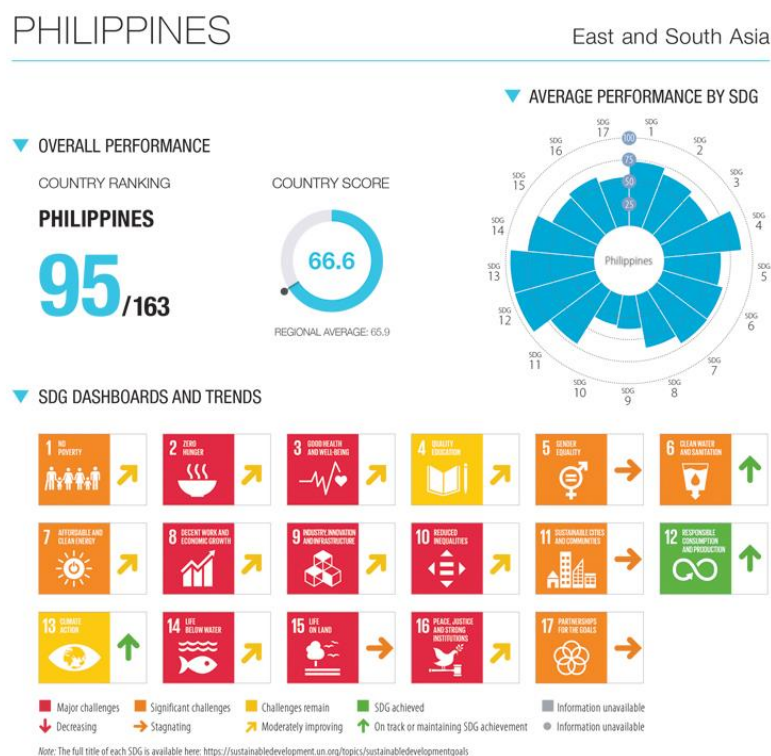 PHILIPPINES
East and South Asia
AVERAGE PERFORMANCE BY SDG
OVERALL PERFORMANCE
COUNTRY RANKING
PHILIPPINES
95/163
COUNTRY SCORE
66.6
REGIONAL AVERAGE: 65.9
SDG 1
SDG 2
SDG 3
SDG 4
SDG 5
SDG 6
SDG 7
SDG 8
SDG 9
SDG 10
SDG 11
SDG 12
SDG 13
SDG 14
SDG 15
SDG 16
SDG 17
100
75
50
25
Philippines
SDG DASHBOARDS AND TRENDS
1 NO POVERTY
2 ZERO HUNGER
3 GOOD HEALTH AND WELL-BEING
4 QUALITY EDUCATION
5 GENDER EQUALITY
6 CLEAN WATER AND SANITATION
7 AFFORDABLE AND CLEAN ENERGY
8 DECENT WORK AND ECONOMIC GROWTH
9 INDUSTRY, INNOVATION AND INFRASTRUCTURE
10 REDUCED INEQUALITIES
11 SUSTAINABLE CITIES AND COMMUNITIES
12 RESPONSIBLE CONSUMPTION AND PRODUCTION
13 CLIMATE ACTION
14 LIFE BELOW WATER
15 LIFE ON LAND
16 PEACE, JUSTICE AND STRONG INSTITUTIONS
17 PARTNERSHIPS FOR THE GOALS
Major challenges Significant challenges Challenges remain SDG achieved Information unavailable
Decreasing Stagnating Moderately improving On track or maintaining SDG achievement Information unavailable
Note: The full title of each SDG is available here: https://sustainabledevelopment.un.org/topics/sustainabledevelopmentgoals